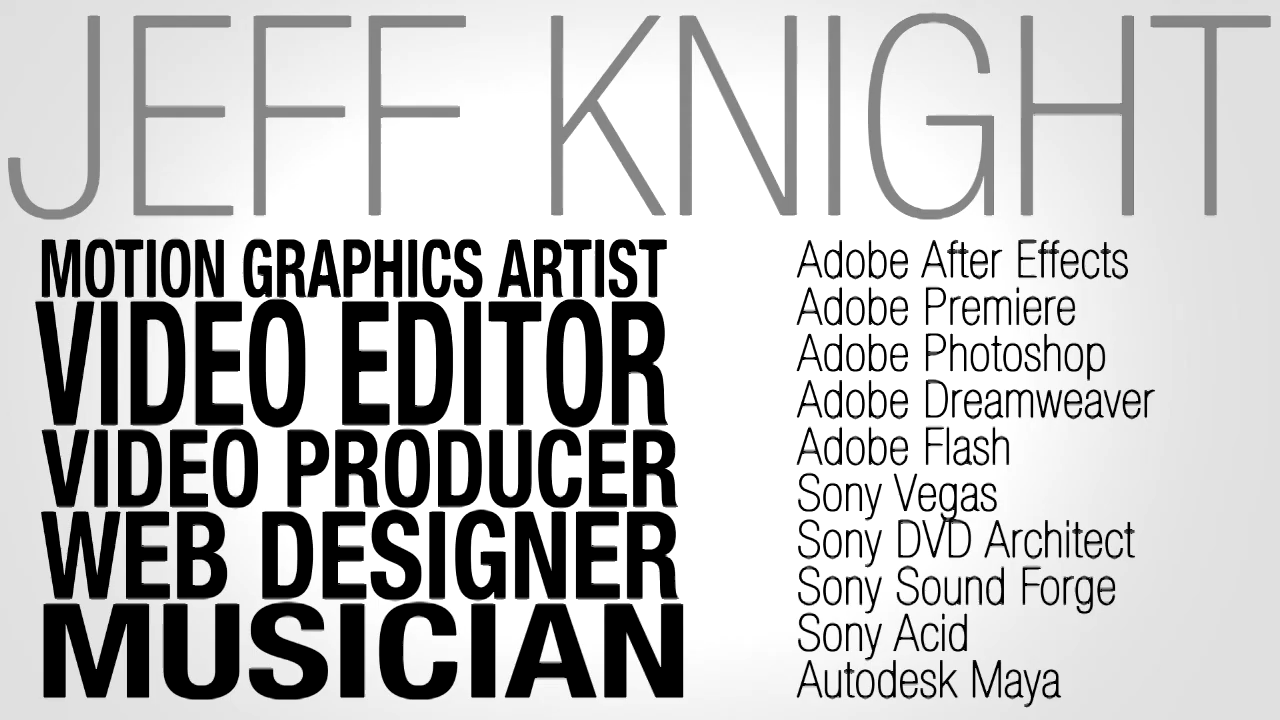 JEFF KNIGHT
MOTION GRAPHICS ARTIST
VIDEO EDITOR
VIDEO PRODUCER
WEB DESIGNER
MUSICIAN
Adobe After Effects
Adobe Premiere
Adobe Photoshop
Adobe Dreamweaver
Adobe Flash
Sony Vegas
Sony DVD Architect
Sony Sound Forge
Sony Acid
Autodesk Maya